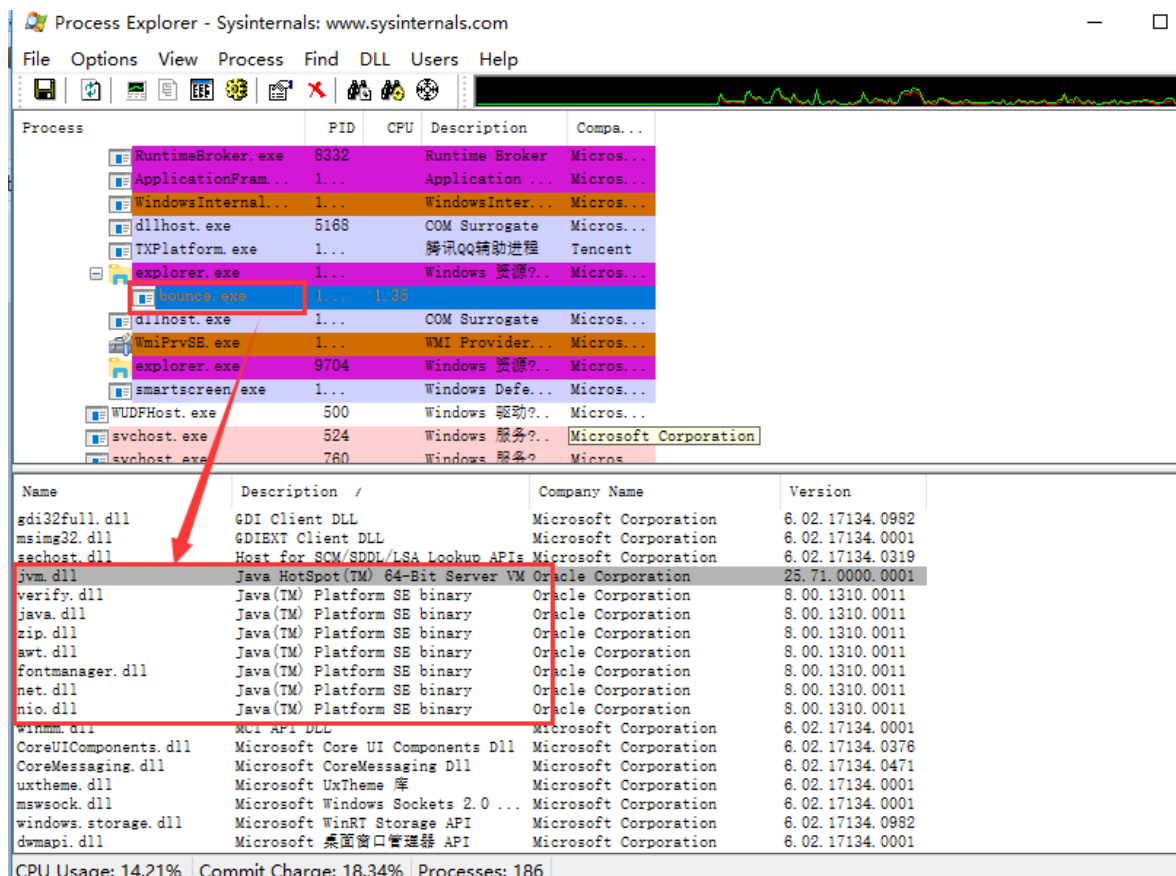 Process Explorer - Sysinternals: www.sysinternals.com
File Options View Process Find DLL Users Help
Process PID CPU Description Compa...
RuntimeBroker.exe 8332 Runtime Broker Micros...
ApplicationFram... 1... Application ... Micros...
WindowsInternal... 1... WindowsInter... Micros...
dllhost.exe 5168 COM Surrogate Micros...
TXPlatform.exe 1... 腾讯QQ辅助进程 Tencent
explorer.exe 1... Windows 资源?.. Micros...
bounce.exe 1... 1.35
dllhost.exe 1... COM Surrogate Micros...
WmiPrvSE.exe 1... WMI Provider... Micros...
explorer.exe 9704 Windows 资源?.. Micros...
smartscreen.exe 1... Windows Defe... Micros...
WUDFHost.exe 500 Windows 驱动?.. Micros...
svchost.exe 524 Windows 服务?.. Microsoft Corporation
svchost.exe 760 Windows 服务? Micros
Name Description / Company Name Version
gdi32full.dll GDI Client DLL Microsoft Corporation 6.02.17134.0982
msimg32.dll GDIEXT Client DLL Microsoft Corporation 6.02.17134.0001
sechost.dll Host for SCM/SDDL/LSA Lookup APIs Microsoft Corporation 6.02.17134.0319
jvm.dll Java HotSpot(TM) 64-Bit Server VM Oracle Corporation 25.71.0000.0001
verify.dll Java(TM) Platform SE binary Oracle Corporation 8.00.1310.0011
java.dll Java(TM) Platform SE binary Oracle Corporation 8.00.1310.0011
zip.dll Java(TM) Platform SE binary Oracle Corporation 8.00.1310.0011
awt.dll Java(TM) Platform SE binary Oracle Corporation 8.00.1310.0011
fontmanager.dll Java(TM) Platform SE binary Oracle Corporation 8.00.1310.0011
net.dll Java(TM) Platform SE binary Oracle Corporation 8.00.1310.0011
nio.dll Java(TM) Platform SE binary Oracle Corporation 8.00.1310.0011
winmm.dll MCI API DLL Microsoft Corporation 6.02.17134.0001
CoreUIComponents.dll Microsoft Core UI Components Dll Microsoft Corporation 6.02.17134.0376
CoreMessaging.dll Microsoft CoreMessaging Dll Microsoft Corporation 6.02.17134.0471
uxtheme.dll Microsoft UxTheme 库 Microsoft Corporation 6.02.17134.0001
mswsock.dll Microsoft Windows Sockets 2.0 ... Microsoft Corporation 6.02.17134.0001
windows.storage.dll Microsoft WinRT Storage API Microsoft Corporation 6.02.17134.0982
dwmapi.dll Microsoft 桌面窗口管理器 API Microsoft Corporation 6.02.17134.0001
CPU Usage: 14.21% Commit Charge: 18.34% Processes: 186